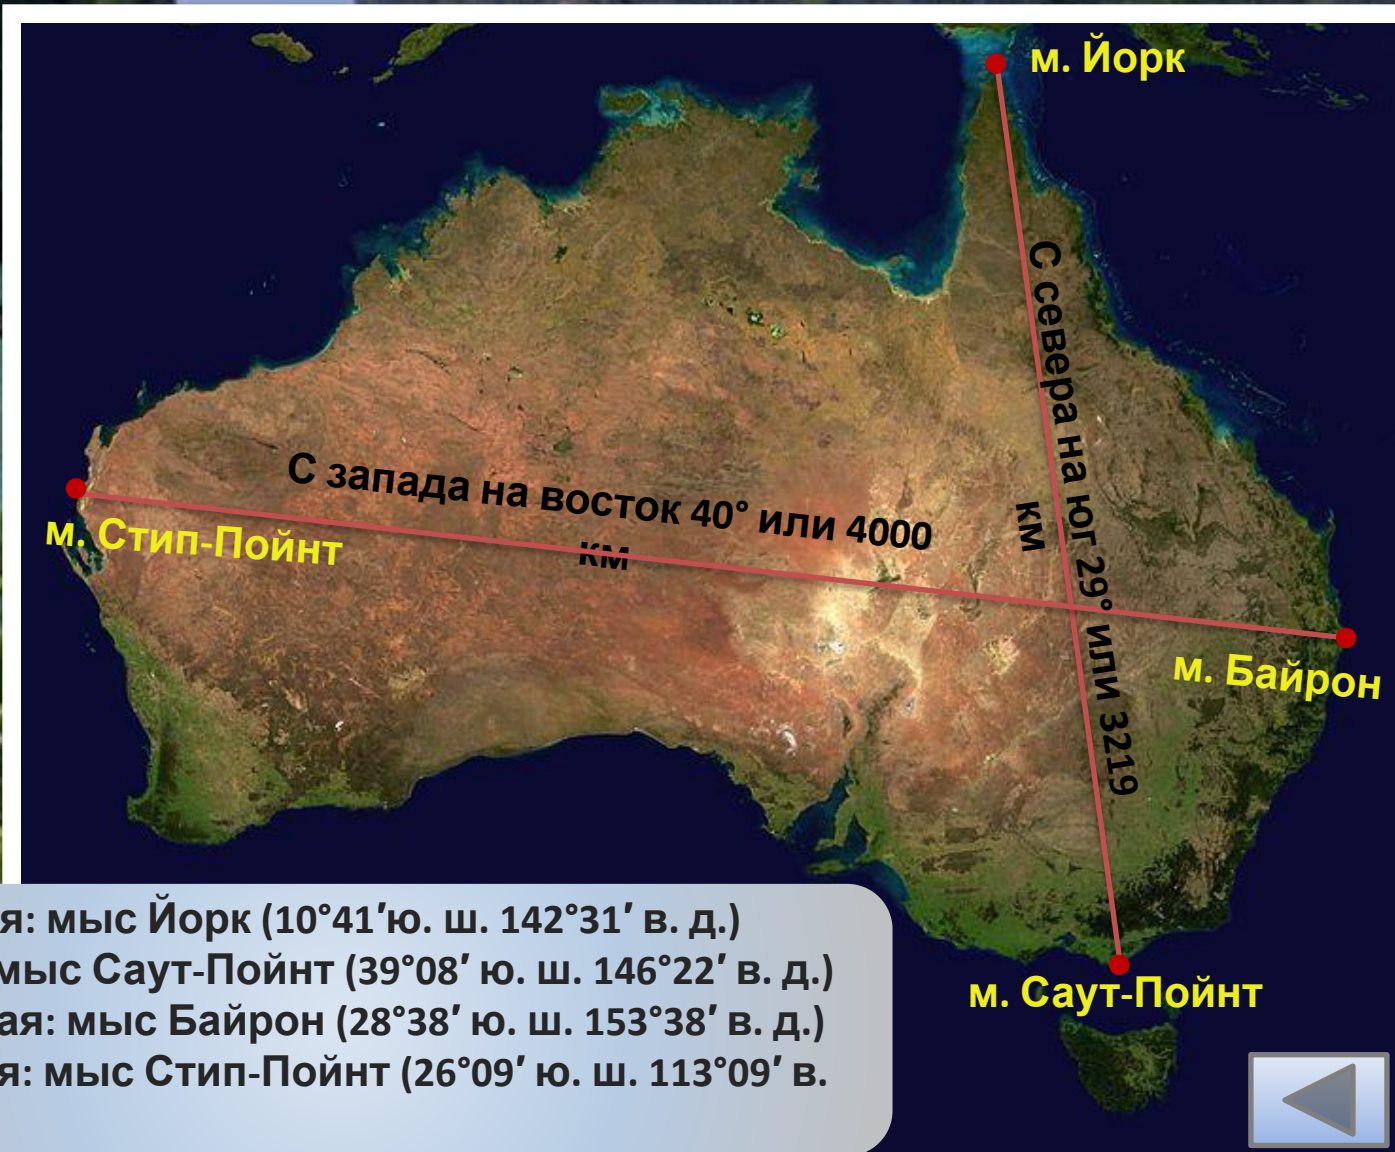 м. Йорк
С севера на юг 29° или 3219
км
С запада на восток 40° или 4000
км
м. Стип-Пойнт
м. Байрон
м. Саут-Пойнт
я: мыс Йорк (10°41′ю. ш. 142°31′ в. д.)
мыс Саут-Пойнт (39°08′ ю. ш. 146°22′ в. д.)
ая: мыс Байрон (28°38′ ю. ш. 153°38′ в. д.)
я: мыс Стип-Пойнт (26°09′ ю. ш. 113°09′ в.